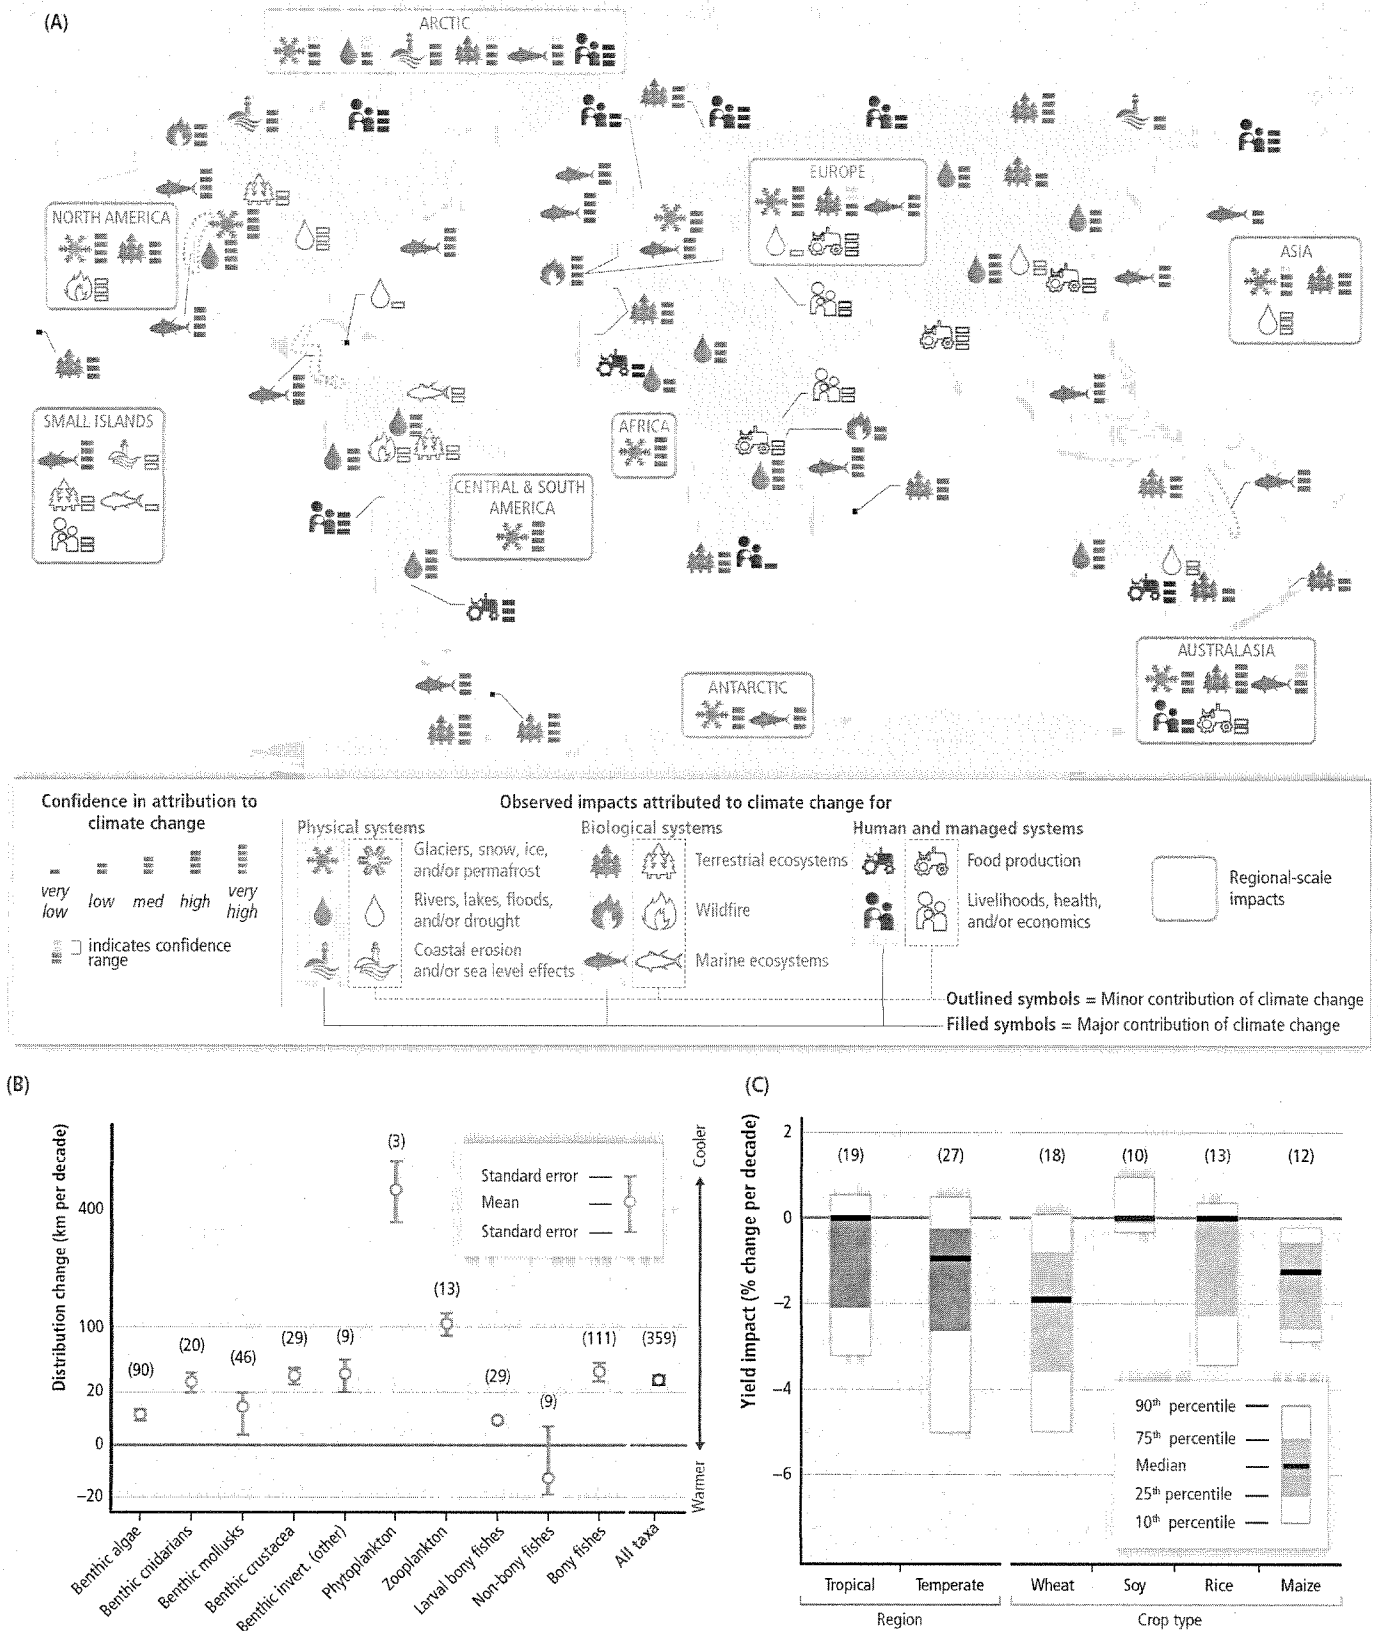 (A)
ARCTIC
EUROPE
NORTH AMERICA
ASIA
SMALL ISLANDS
AFRICA
CENTRAL & SOUTH
AMERICA
AUSTRALASIA
ANTARCTIC
Confidence in attribution to
climate change
very low
low
med
high
very high
indicates confidence
range
Observed impacts attributed to climate change for
Physical systems
Glaciers, snow, ice,
and/or permafrost
Rivers, lakes, floods,
and/or drought
Coastal erosion
and/or sea level effects
Biological systems
Terrestrial ecosystems
Wildfire
Marine ecosystems
Human and managed systems
Food production
Livelihoods, health,
and/or economics
Regional-scale
impacts
Outlined symbols = Minor contribution of climate change
Filled symbols = Major contribution of climate change
(B)
Distribution change (km per decade)
400
100
20
0
−20
(90)
(20)
(46)
(29)
(9)
(3)
(13)
(29)
(9)
(111)
(359)
Standard error
Mean
Standard error
Cooler
Warmer
Benthic algae
Benthic cnidarians
Benthic mollusks
Benthic crustacea
Benthic invert. (other)
Phytoplankton
Zooplankton
Larval bony fishes
Non-bony fishes
Bony fishes
All taxa
(C)
Yield impact (% change per decade)
2
0
−2
−4
−6
(19)
(27)
(18)
(10)
(13)
(12)
90th percentile
75th percentile
Median
25th percentile
10th percentile
Tropical
Temperate
Wheat
Soy
Rice
Maize
Region
Crop type